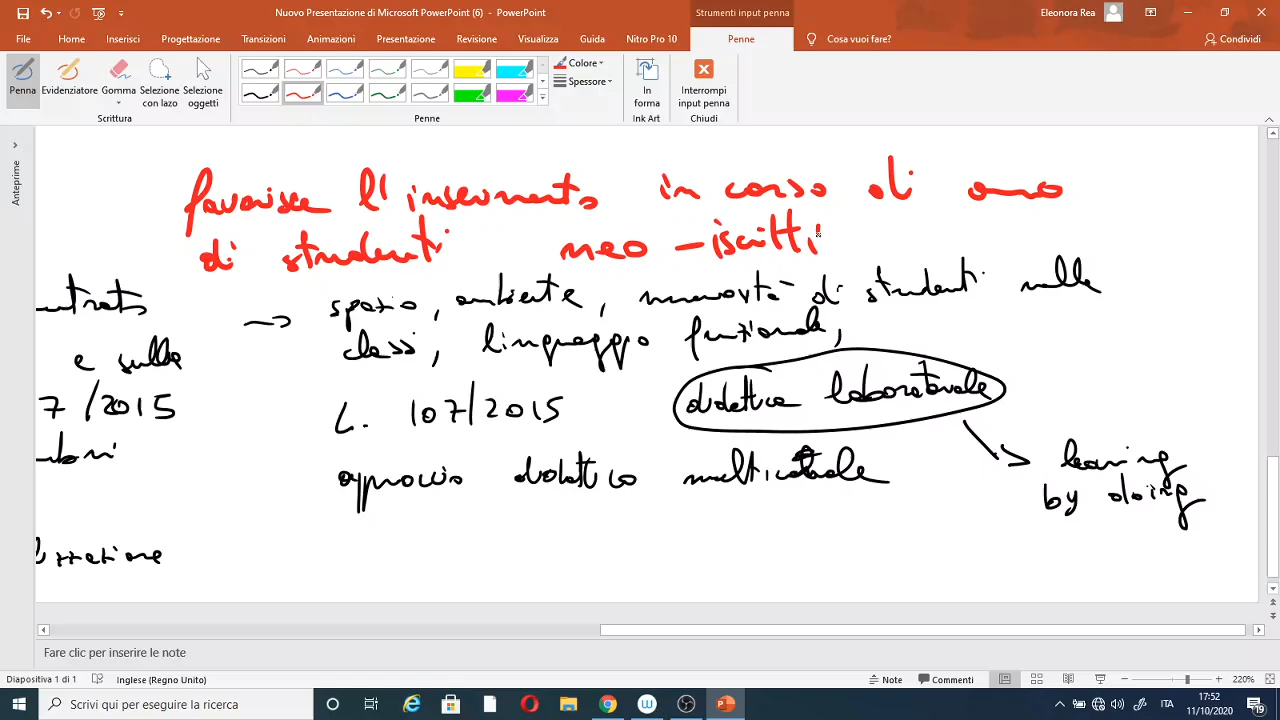 Nuovo Presentazione di Microsoft PowerPoint (6) - PowerPoint
Strumenti input penna
Eleonora Rea
File Home Inserisci Progettazione Transizioni Animazioni Presentazione Revisione Visualizza Guida Nitro Pro 10 Penne Cosa vuoi fare? Condividi
Penna Evidenziatore Gomma Selezione con lazo Selezione oggetti
Colore
Spessore
In forma
Interrompi input penna
Scrittura Penne Ink Art Chiudi
Anteprime
favorisce l'inserimento in corso di anno
di studenti neo-iscritti
spazio, ambiente, numerosità di studenti nelle
classi, linguaggio funzionale,
e sulla
7/2015
L. 107/2015 didattica laboratoriale
approccio didattico
learning
by doing
Fare clic per inserire le note
Diapositiva 1 di 1 Inglese (Regno Unito) Note Commenti 220%
Scrivi qui per eseguire la ricerca
ITA
17:52
11/10/2020
19